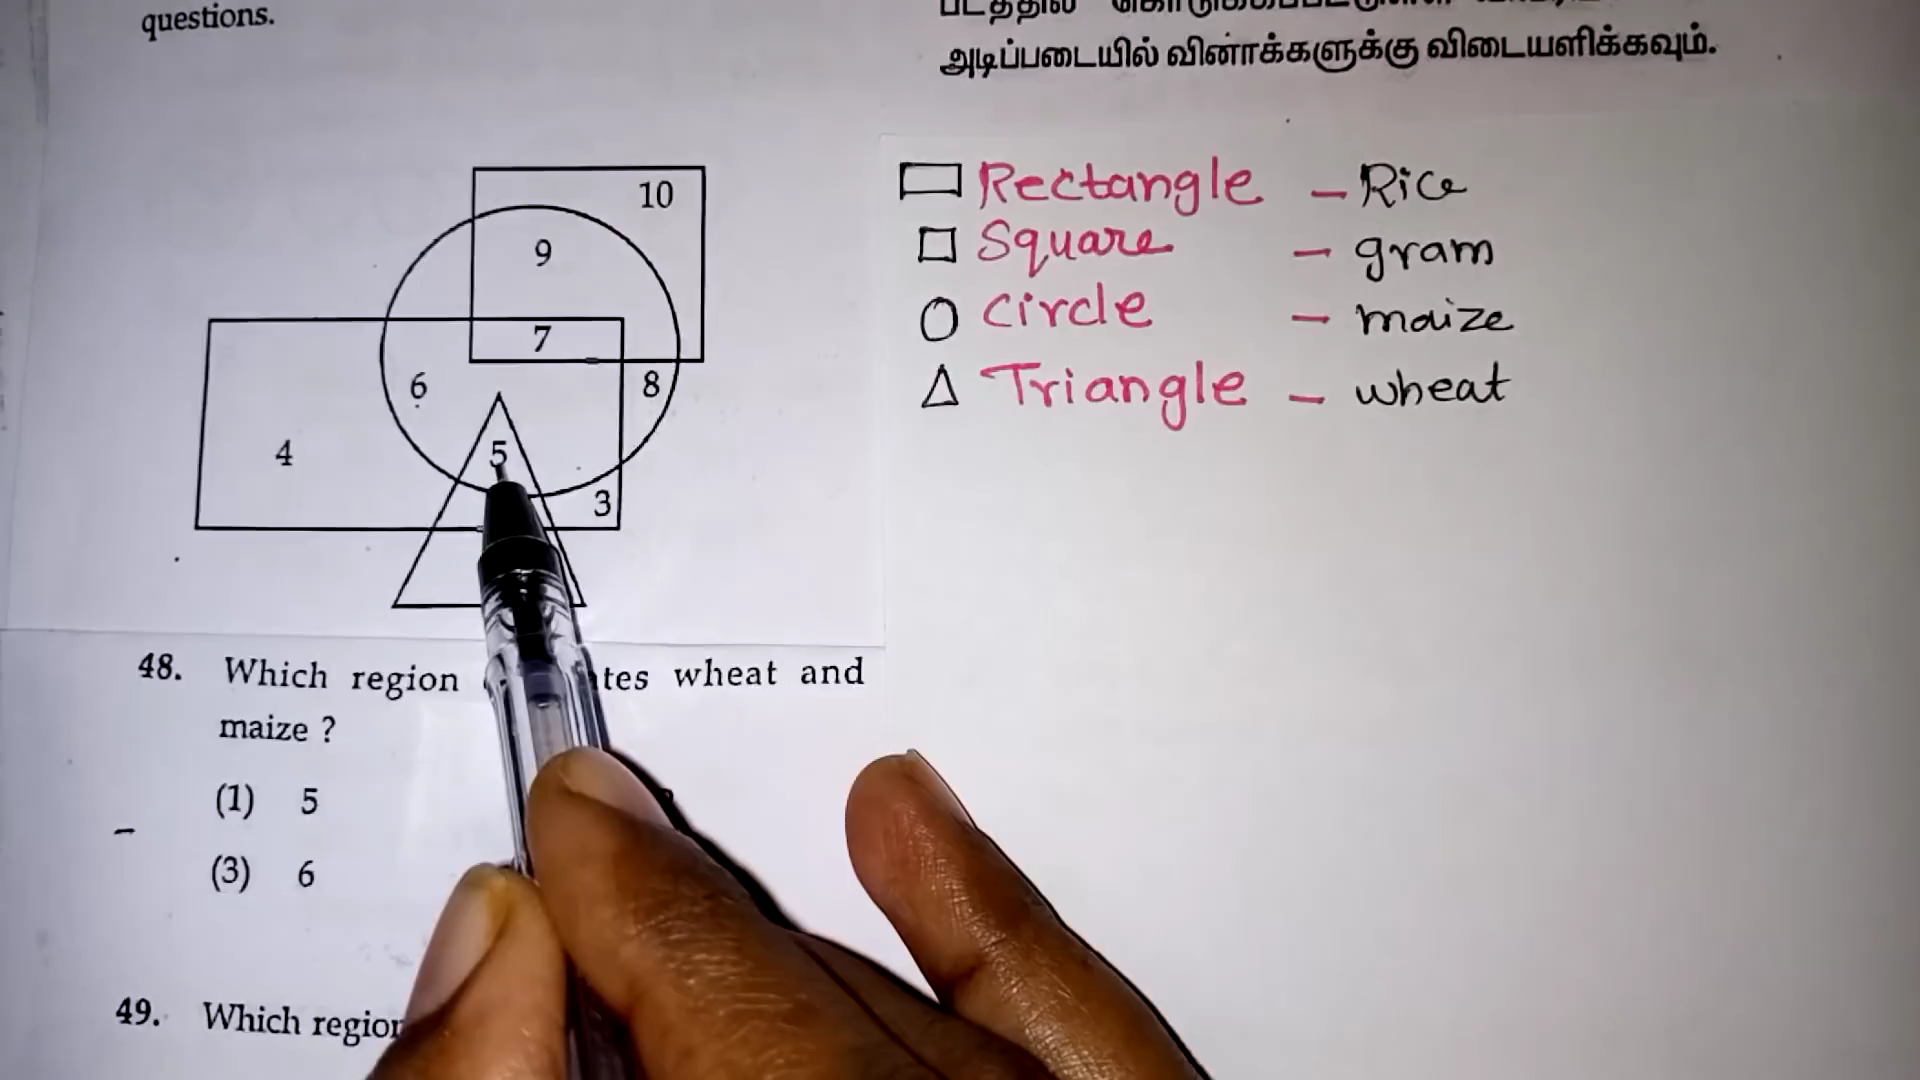 questions.
அடிப்படையில் வினாக்களுக்கு விடையளிக்கவும்.
10
9
7
6
8
4
5
3
Rectangle - Rice
Square - gram
circle - maize
Triangle - wheat
48. Which region tes wheat and
maize ?
(1) 5
(3) 6
49. Which region